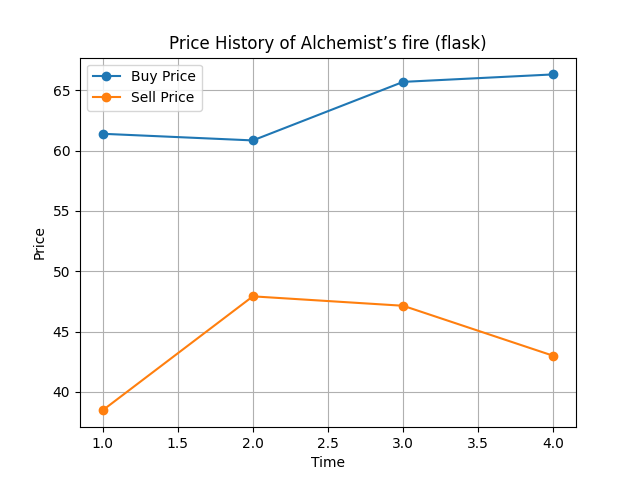 Price History of Alchemist’s fire (flask)
Buy Price
Sell Price
65
60
55
50
45
40
Price
1.0 1.5 2.0 2.5 3.0 3.5 4.0
Time